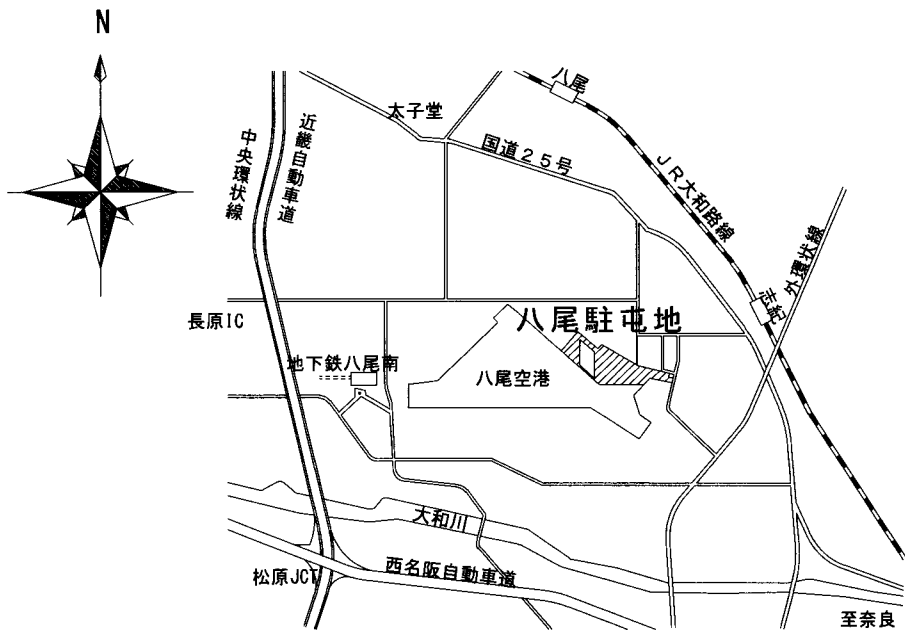 N
八尾
太子堂
近畿自動車道
中央環状線
国道２５号
ＪＲ大和路線
外環状線
志紀
長原IC
八尾駐屯地
地下鉄八尾南
八尾空港
大和川
松原JCT
西名阪自動車道
至奈良